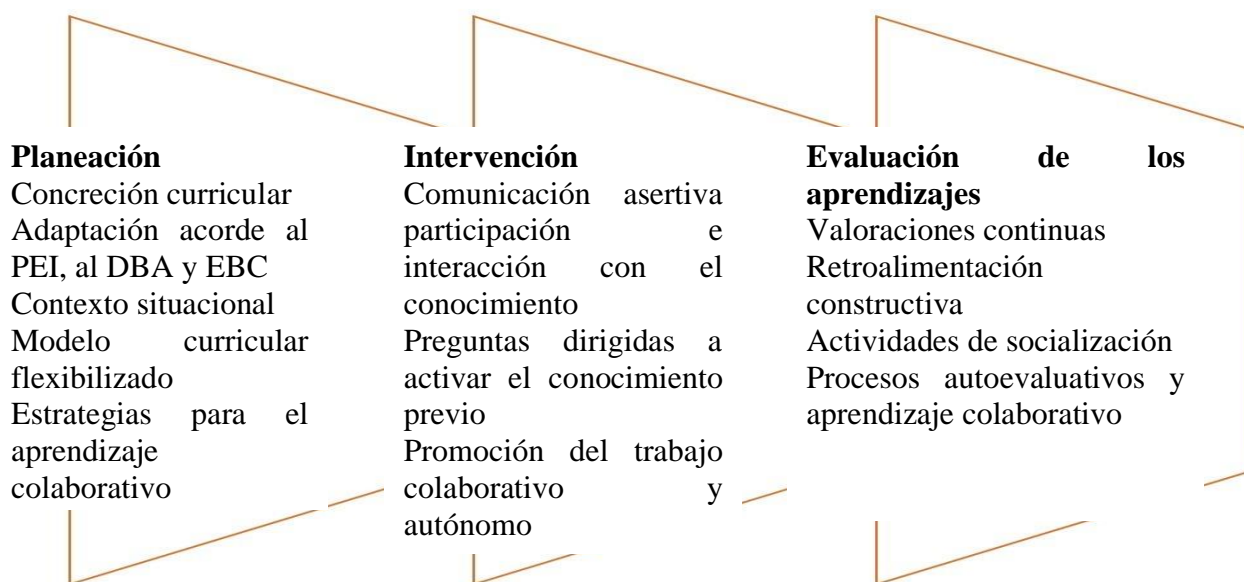 Planeación
Concreción curricular
Adaptación acorde al
PEI, al DBA y EBC
Contexto situacional
Modelo curricular
flexibilizado
Estrategias para el
aprendizaje
colaborativo
Intervención
Comunicación asertiva
participación e
interacción con el
conocimiento
Preguntas dirigidas a
activar el conocimiento
previo
Promoción del trabajo
colaborativo y
autónomo
Evaluación de los
aprendizajes
Valoraciones continuas
Retroalimentación
constructiva
Actividades de socialización
Procesos autoevaluativos y
aprendizaje colaborativo